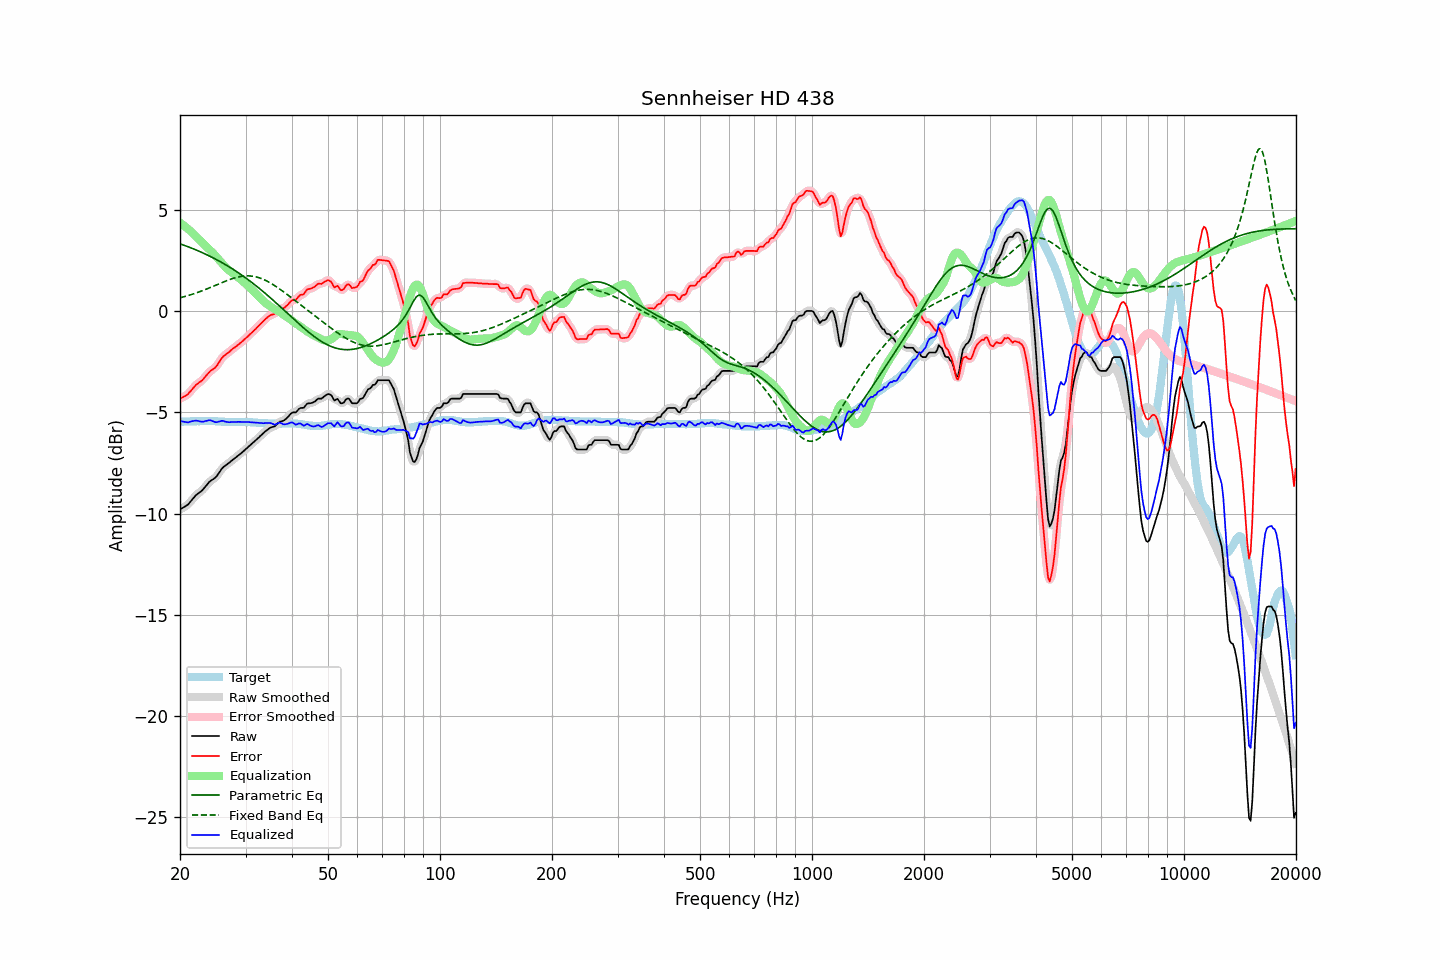 Sennheiser HD 438
Amplitude (dBr)
5
0
−5
−10
−15
−20
−25
Target
Raw Smoothed
Error Smoothed
Raw
Error
Equalization
Parametric Eq
Fixed Band Eq
Equalized
20 50 100 200 500 1000 2000 5000 10000 20000
Frequency (Hz)